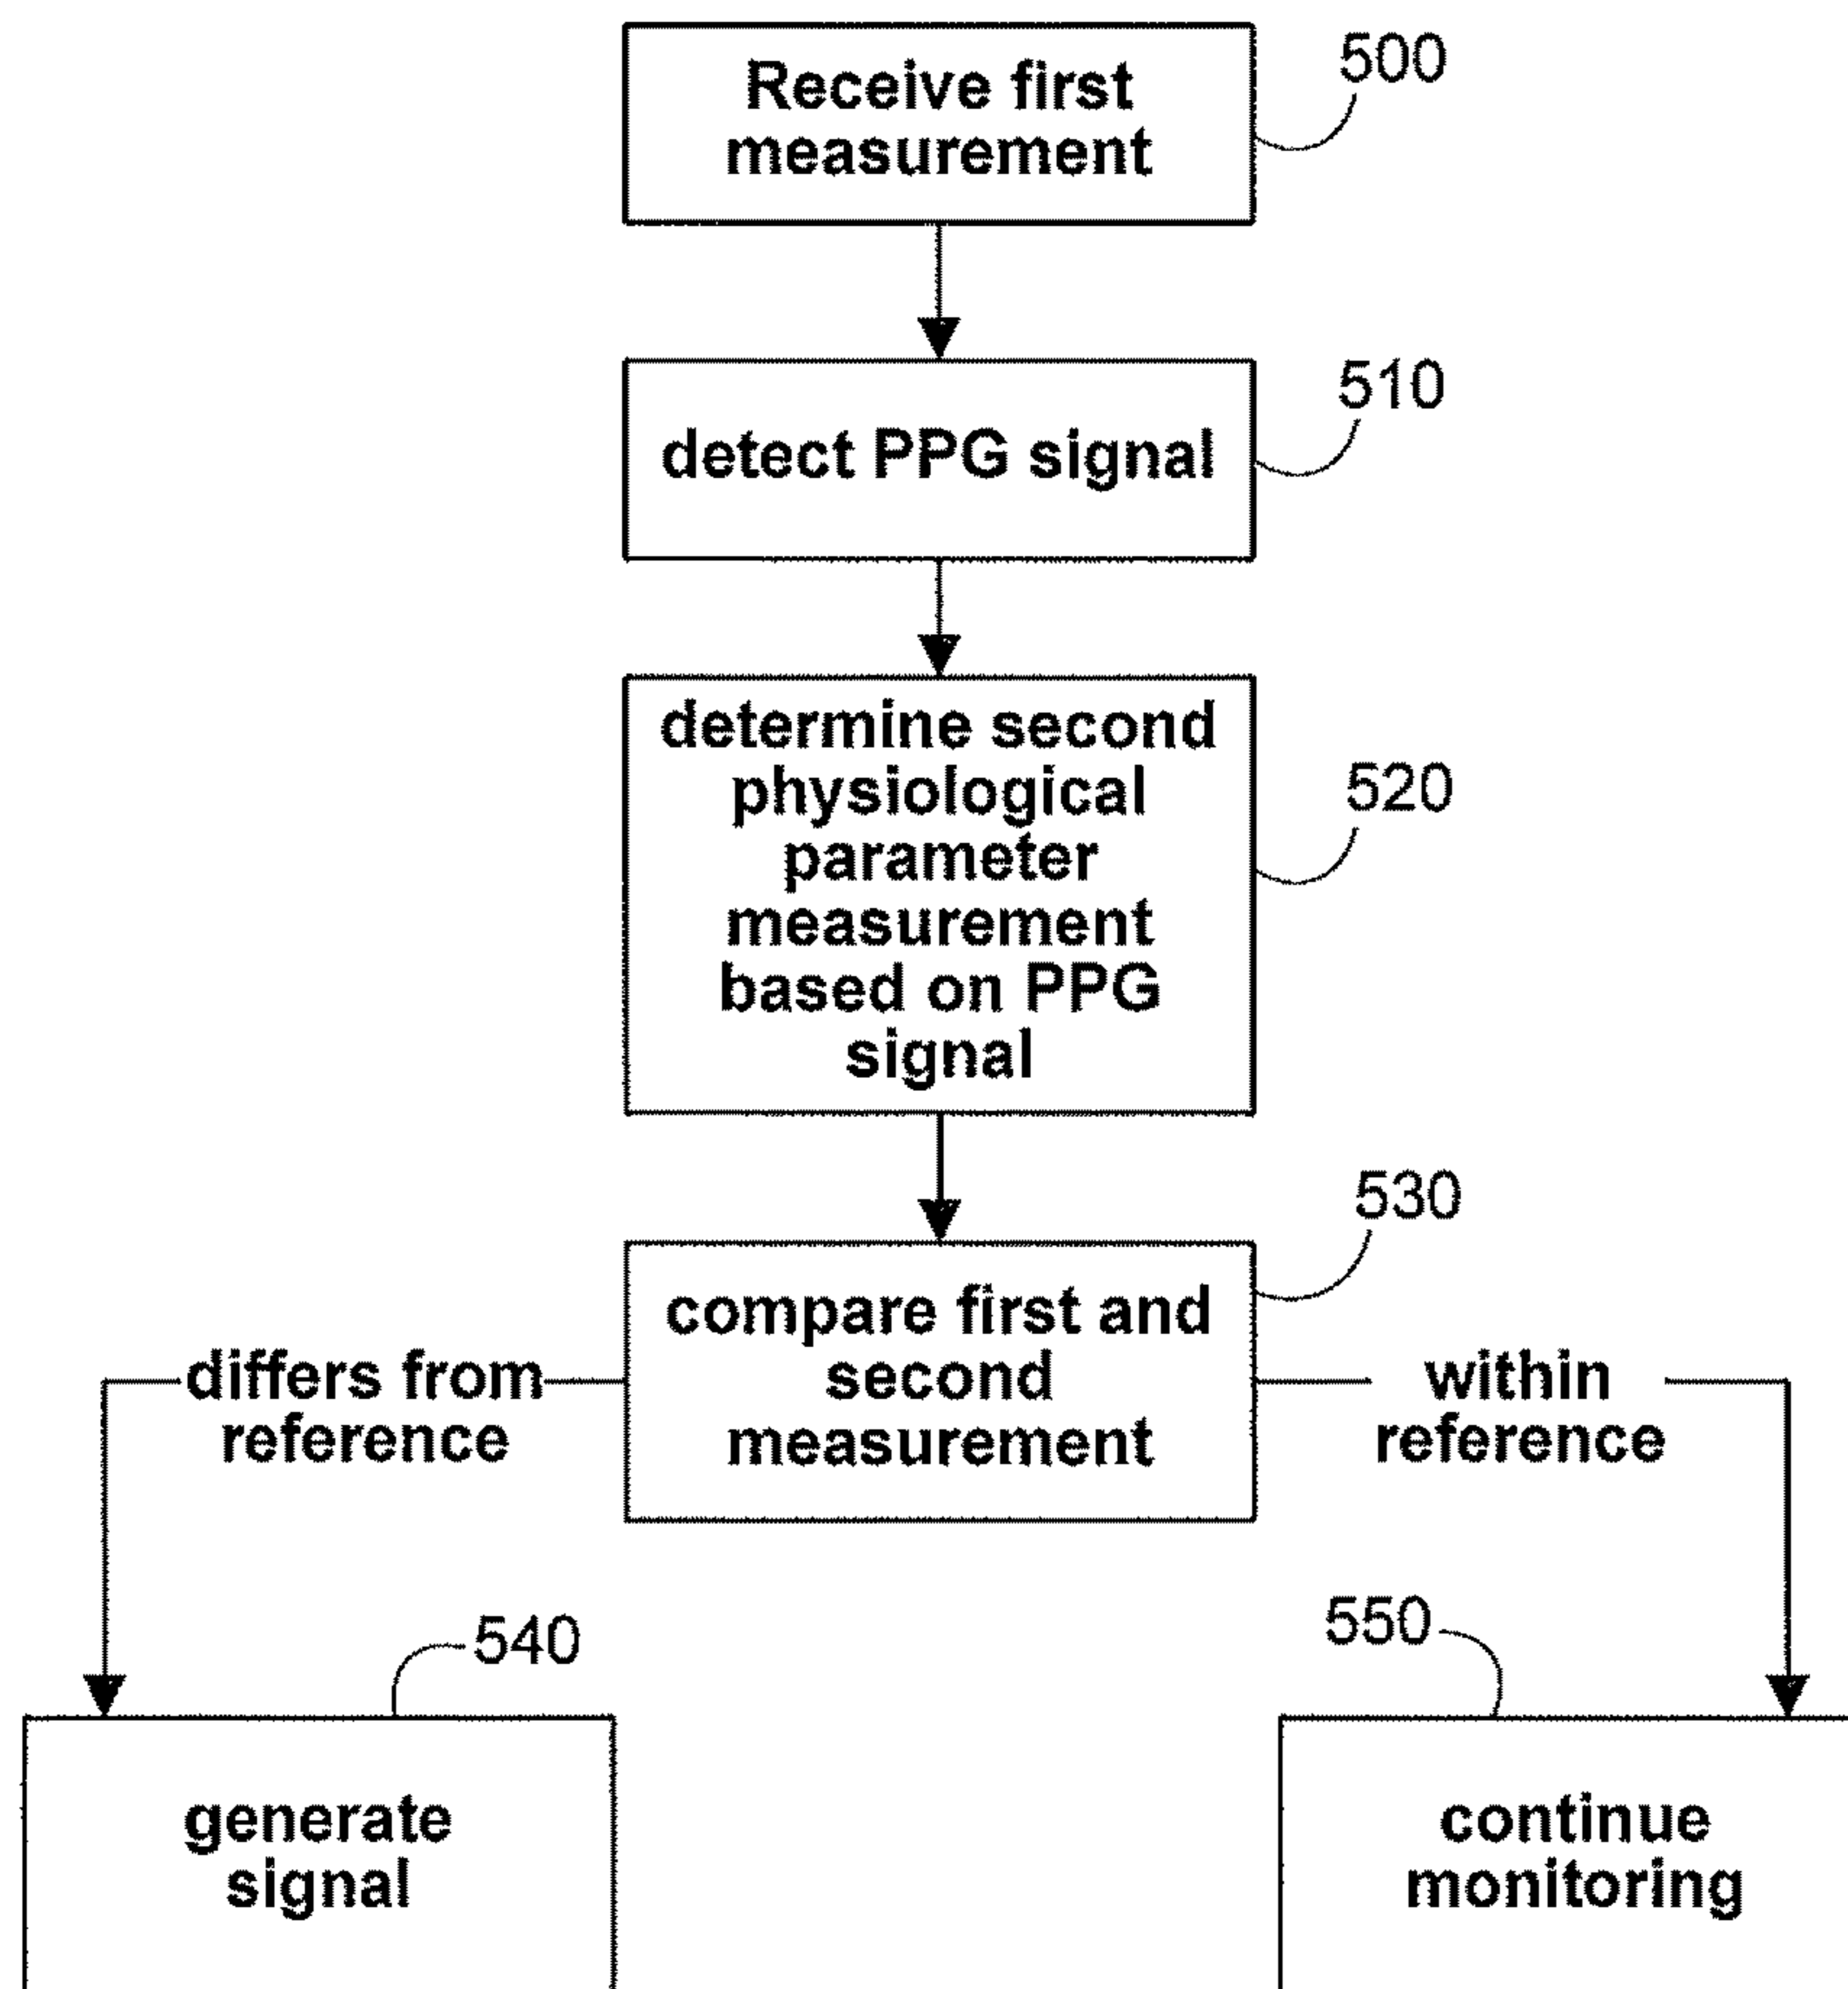 Receive first
measurement
500
detect PPG signal
510
determine second
physiological
parameter
measurement
based on PPG
signal
520
compare first and
second
measurement
530
differs from
reference
within
reference
540
generate
signal
550
continue
monitoring